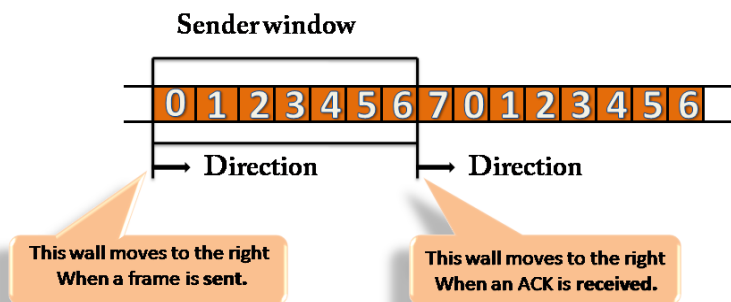 Sender window
0 1 2 3 4 5 6 7 0 1 2 3 4 5 6
Direction
Direction
This wall moves to the right
When a frame is sent.
This wall moves to the right
When an ACK is received.